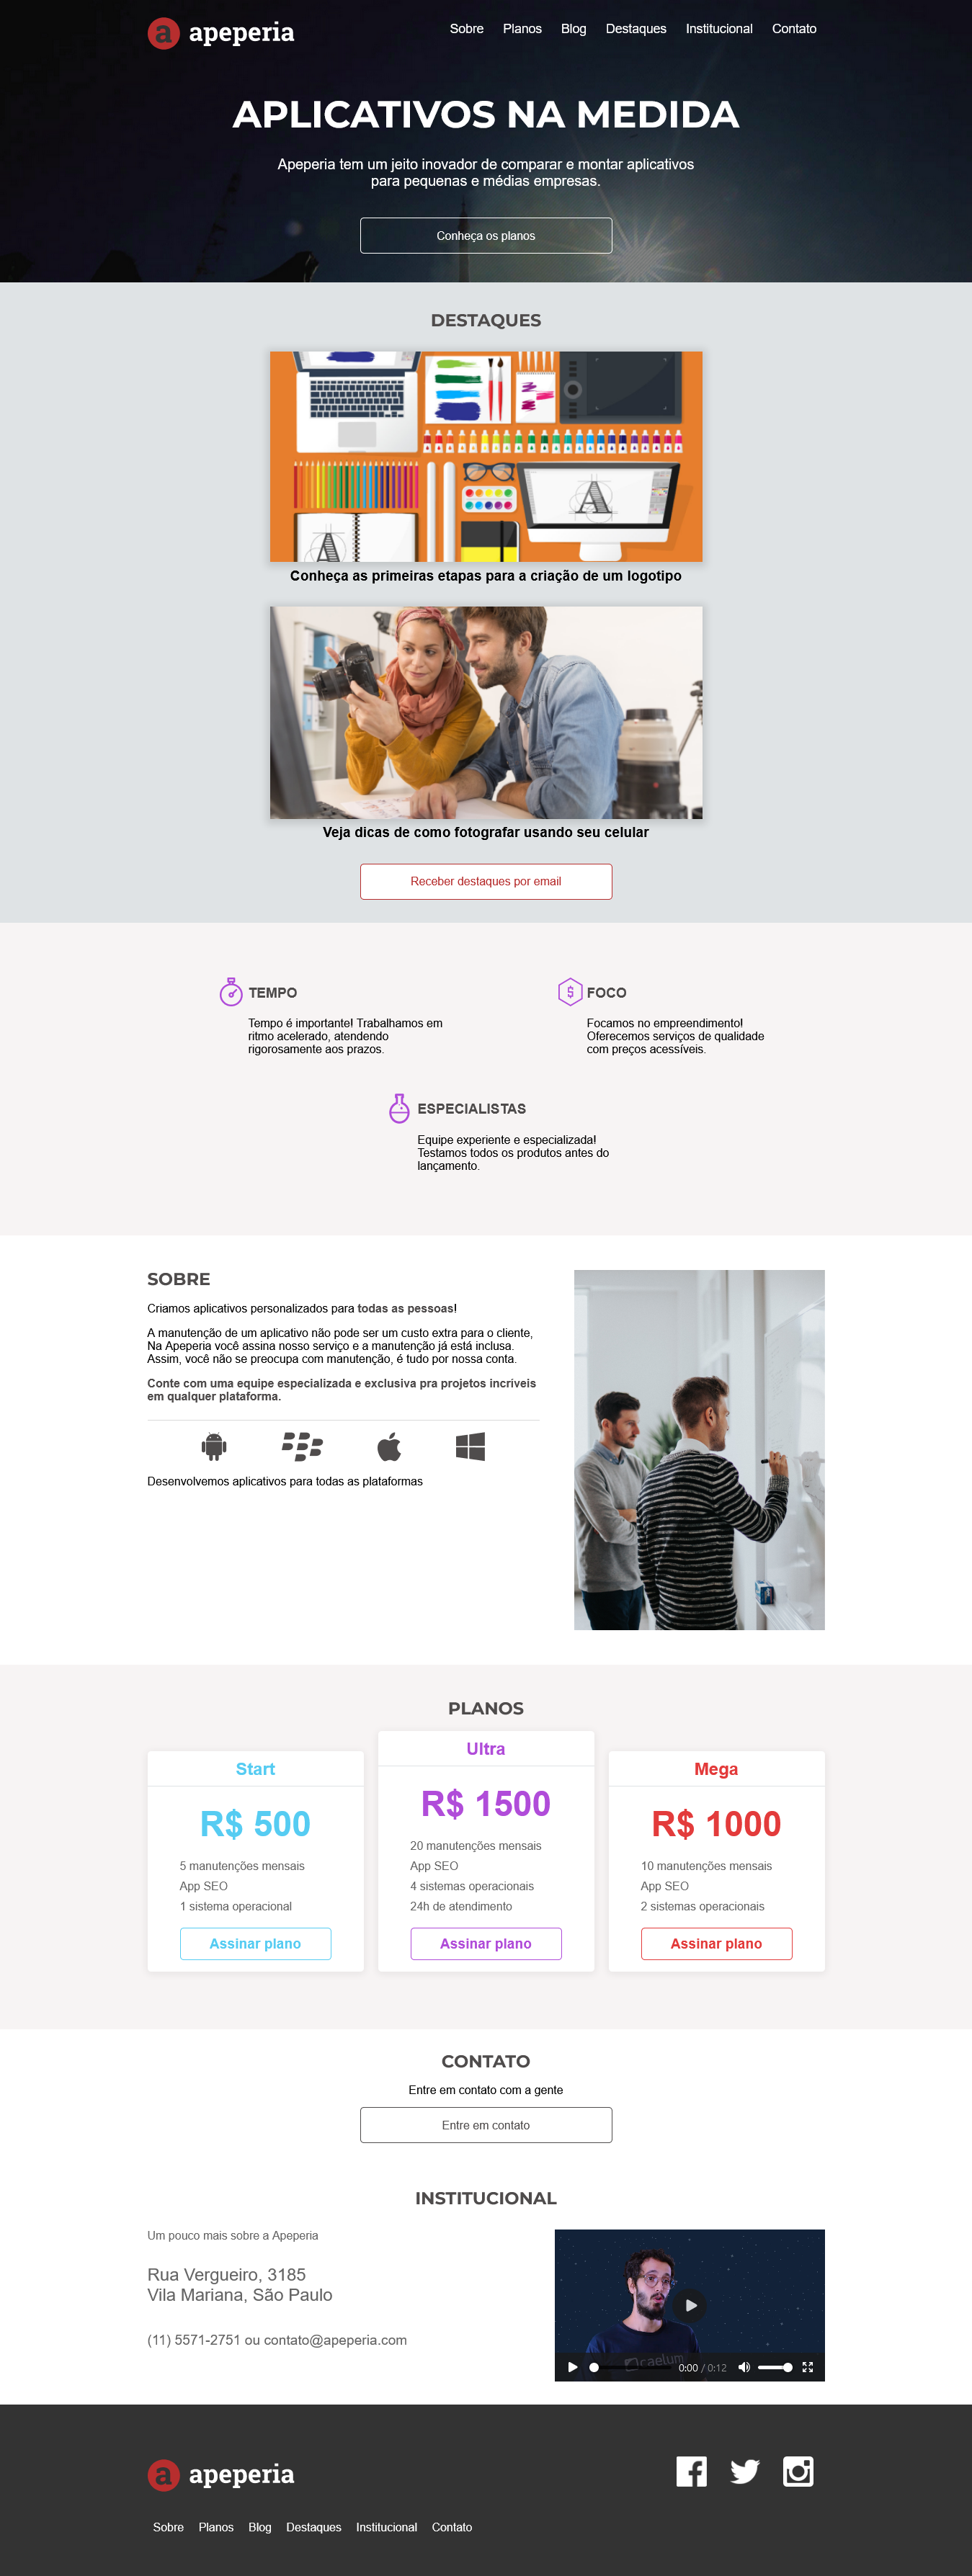 a apeperia
Sobre Planos Blog Destaques Institucional Contato
APLICATIVOS NA MEDIDA
Apeperia tem um jeito inovador de comparar e montar aplicativos
para pequenas e médias empresas.
Conheça os planos
DESTAQUES
A
A
Conheça as primeiras etapas para a criação de um logotipo
Veja dicas de como fotografar usando seu celular
Receber destaques por email
TEMPO
Tempo é importante! Trabalhamos em
ritmo acelerado, atendendo
rigorosamente aos prazos.
$ FOCO
Focamos no empreendimento!
Oferecemos serviços de qualidade
com preços acessíveis.
ESPECIALISTAS
Equipe experiente e especializada!
Testamos todos os produtos antes do
lançamento.
SOBRE
Criamos aplicativos personalizados para todas as pessoas!
A manutenção de um aplicativo não pode ser um custo extra para o cliente,
Na Apeperia você assina nosso serviço e a manutenção já está inclusa.
Assim, você não se preocupa com manutenção, é tudo por nossa conta.
Conte com uma equipe especializada e exclusiva pra projetos incriveis
em qualquer plataforma.
Desenvolvemos aplicativos para todas as plataformas
PLANOS
Start
R$ 500
5 manutenções mensais
App SEO
1 sistema operacional
Assinar plano
Ultra
R$ 1500
20 manutenções mensais
App SEO
4 sistemas operacionais
24h de atendimento
Assinar plano
Mega
R$ 1000
10 manutenções mensais
App SEO
2 sistemas operacionais
Assinar plano
CONTATO
Entre em contato com a gente
Entre em contato
INSTITUCIONAL
Um pouco mais sobre a Apeperia
Rua Vergueiro, 3185
Vila Mariana, São Paulo
(11) 5571-2751 ou contato@apeperia.com
caelum
0:00 / 0:12
a apeperia
Sobre Planos Blog Destaques Institucional Contato